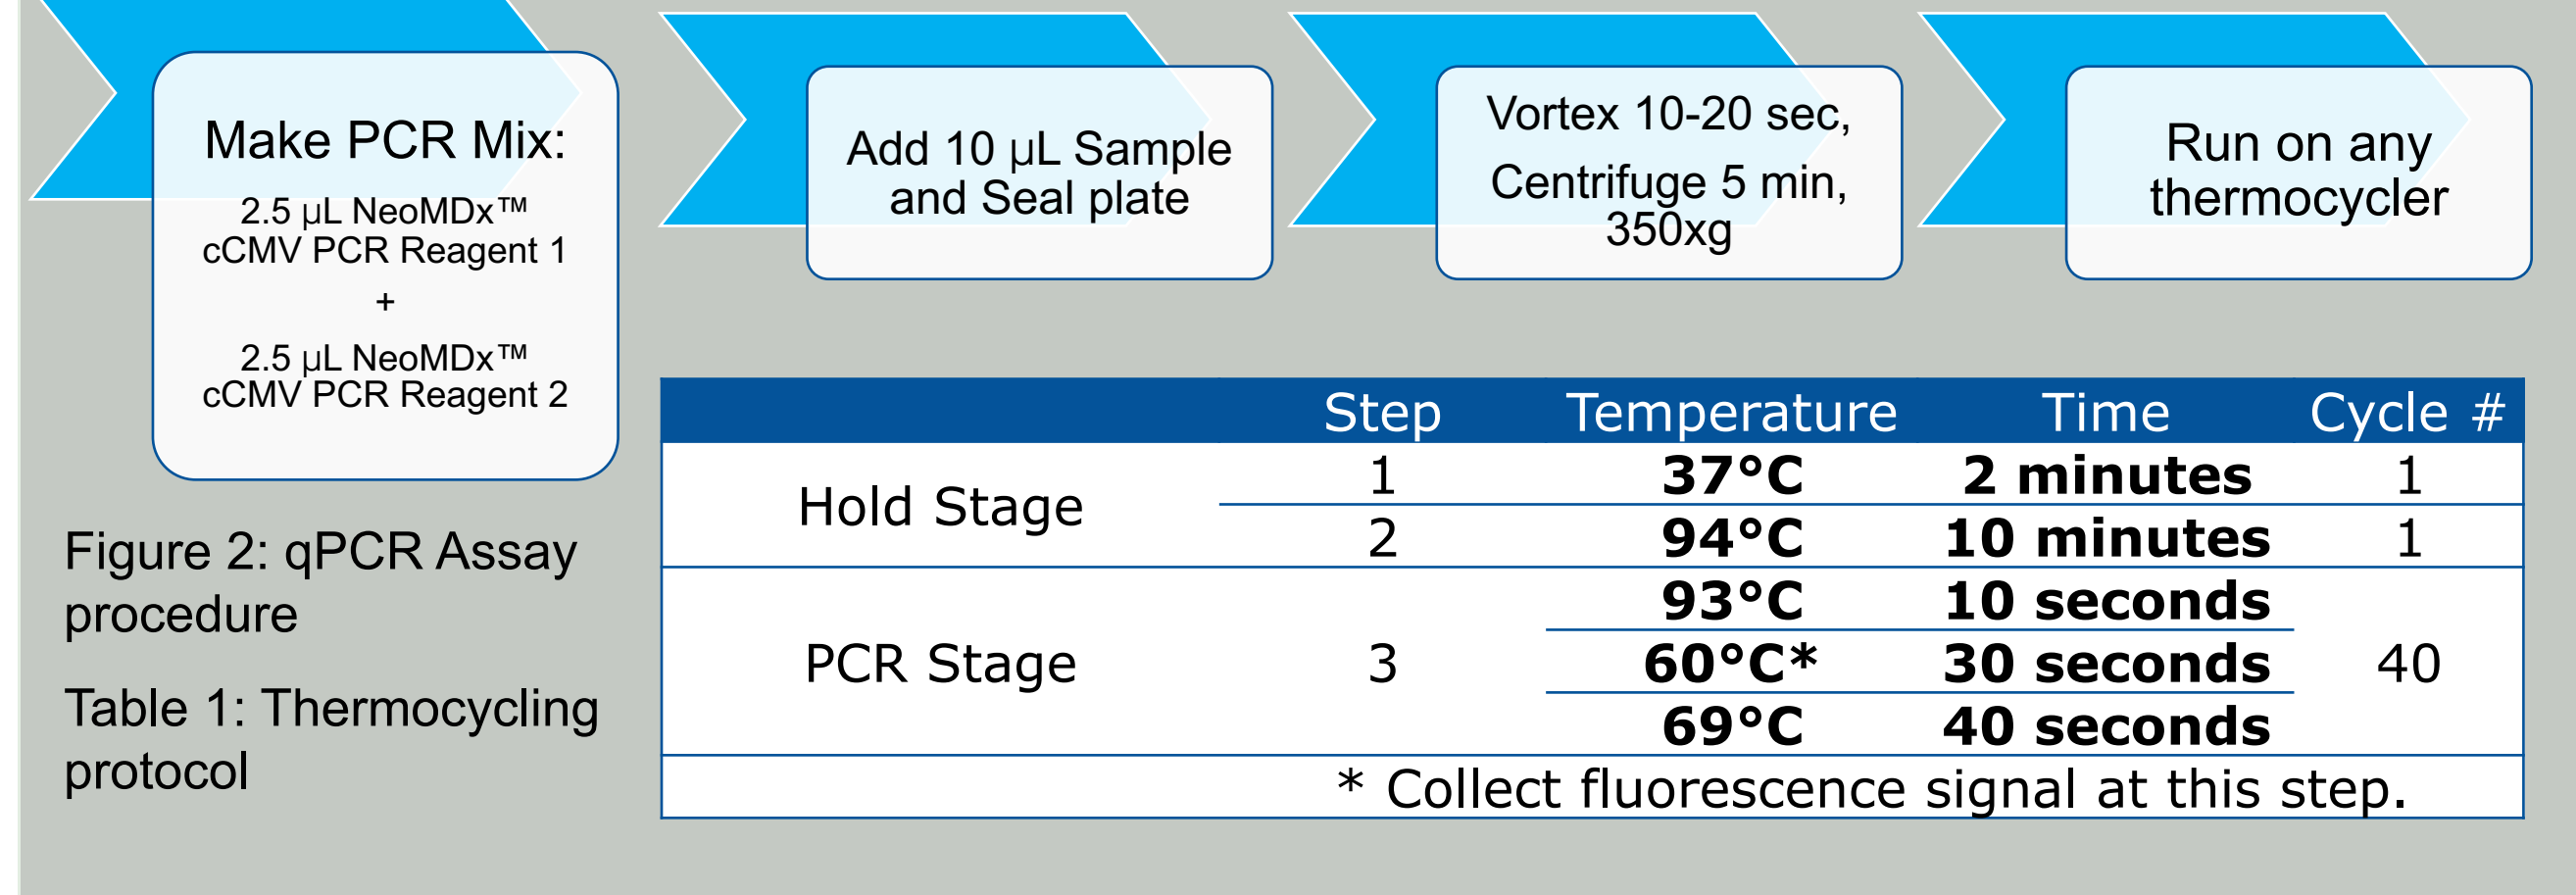 Make PCR Mix:
2.5 µL NeoMDx™
cCMV PCR Reagent 1
+
2.5 µL NeoMDx™
cCMV PCR Reagent 2
Add 10 µL Sample
and Seal plate
Vortex 10-20 sec,
Centrifuge 5 min,
350xg
Run on any
thermocycler
Figure 2: qPCR Assay
procedure
Table 1: Thermocycling
protocol
Step Temperature Time Cycle #
Hold Stage
1 37°C 2 minutes 1
2 94°C 10 minutes 1
PCR Stage
3
93°C 10 seconds
60°C* 30 seconds
69°C 40 seconds
40
* Collect fluorescence signal at this step.